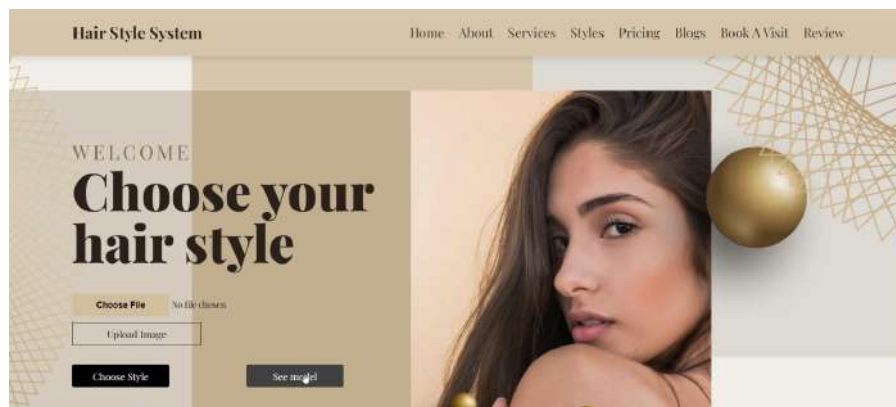 Hair Style System
Home About Services Styles Pricing Blogs Book A Visit Review
WELCOME
Choose your
hair style
Choose File No file chosen
Upload Image
Choose Style See model